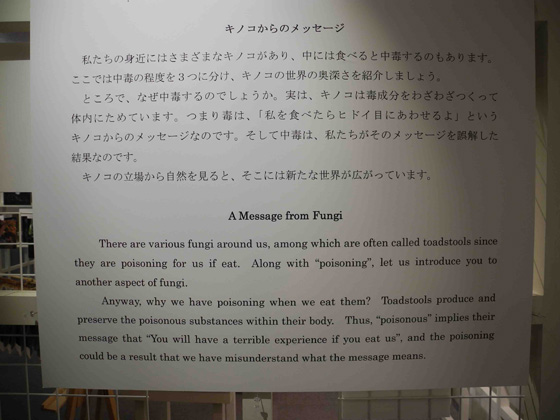 キノコからのメッセージ
私たちの身近にはさまざまなキノコがあり、中には食べると中毒するのもあります。
ここでは中毒の程度を３つに分け、キノコの世界の奥深さを紹介しましょう。
ところで、なぜ中毒するのでしょうか。実は、キノコは毒成分をわざわざつくって
体内にためています。つまり毒は、「私を食べたらヒドイ目にあわせるよ」という
キノコからのメッセージなのです。そして中毒は、私たちがそのメッセージを誤解した
結果なのです。
キノコの立場から自然を見ると、そこには新たな世界が広がっています。
A Message from Fungi
There are various fungi around us, among which are often called toadstools since
they are poisoning for us if eat. Along with “poisoning”, let us introduce you to
another aspect of fungi.
Anyway, why we have poisoning when we eat them? Toadstools produce and
preserve the poisonous substances within their body. Thus, “poisonous” implies their
message that “You will have a terrible experience if you eat us”, and the poisoning
could be a result that we have misunderstand what the message means.